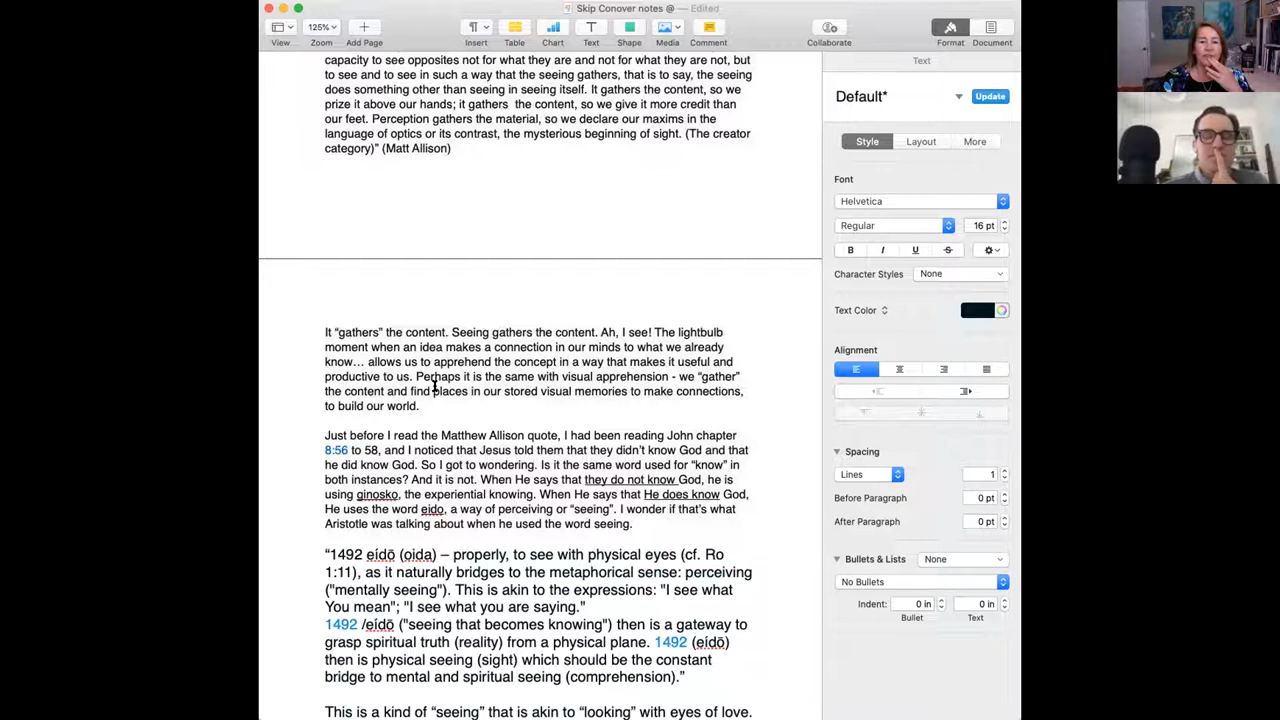 Skip Conover notes @ — Edited
125%
View Zoom Add Page Insert Table Chart Text Shape Media Comment Collaborate Format Document
capacity to see opposites not for what they are and not for what they are not, but
to see and to see in such a way that the seeing gathers, that is to say, the seeing
does something other than seeing in seeing itself. It gathers the content, so we
prize it above our hands; it gathers the content, so we give it more credit than
our feet. Perception gathers the material, so we declare our maxims in the
language of optics or its contrast, the mysterious beginning of sight. (The creator
category)” (Matt Allison)
It “gathers” the content. Seeing gathers the content. Ah, I see! The lightbulb
moment when an idea makes a connection in our minds to what we already
know… allows us to apprehend the concept in a way that makes it useful and
productive to us. Perhaps it is the same with visual apprehension - we “gather”
the content and find places in our stored visual memories to make connections,
to build our world.
Just before I read the Matthew Allison quote, I had been reading John chapter
8:56 to 58, and I noticed that Jesus told them that they didn’t know God and that
he did know God. So I got to wondering. Is it the same word used for “know” in
both instances? And it is not. When He says that they do not know God, he is
using ginosko, the experiential knowing. When He says that He does know God,
He uses the word eido, a way of perceiving or “seeing”. I wonder if that’s what
Aristotle was talking about when he used the word seeing.
“1492 eídō (oida) – properly, to see with physical eyes (cf. Ro
1:11), as it naturally bridges to the metaphorical sense: perceiving
("mentally seeing"). This is akin to the expressions: "I see what
You mean"; "I see what you are saying."
1492 /eídō ("seeing that becomes knowing") then is a gateway to
grasp spiritual truth (reality) from a physical plane. 1492 (eídō)
then is physical seeing (sight) which should be the constant
bridge to mental and spiritual seeing (comprehension).”
This is a kind of “seeing” that is akin to “looking” with eyes of love.
Text
Default* Update
Style Layout More
Font
Helvetica
Regular 16 pt
B I U S
Character Styles None
Text Color
Alignment
Spacing
Lines 1
Before Paragraph 0 pt
After Paragraph 0 pt
Bullets & Lists None
No Bullets
Indent: 0 in 0 in
Bullet Text